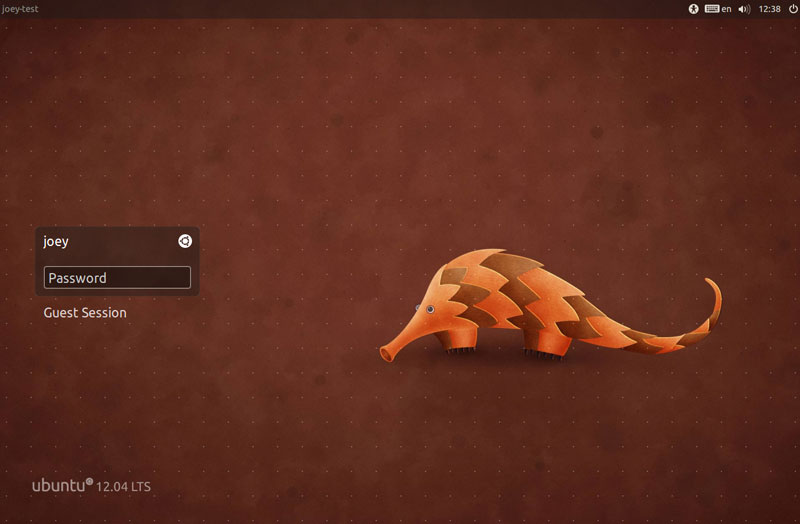 joey-test
en
12:38
joey
Password
Guest Session
ubuntu 12.04 LTS